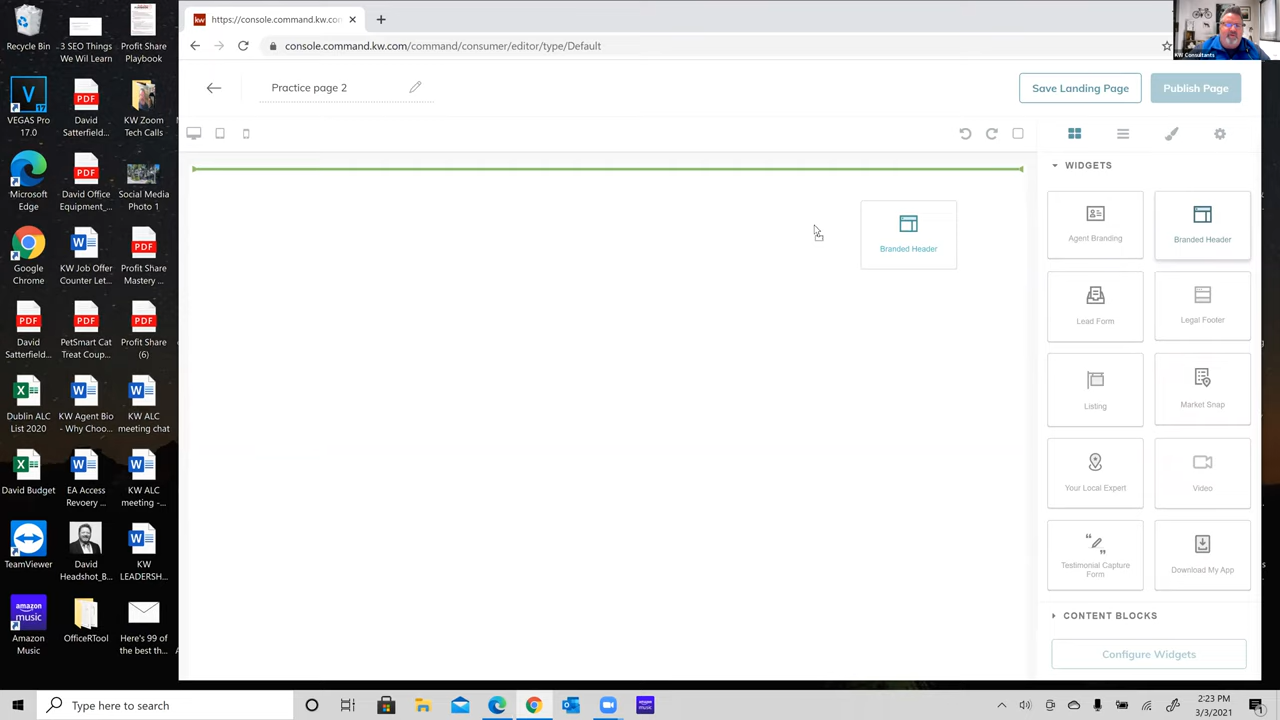 Recycle Bin
3 SEO Things
We Wil Learn
Profit Share
Playbook
VEGAS Pro
17.0
David
Satterfield...
KW Zoom
Tech Calls
Microsoft
Edge
David Office
Equipment_...
Social Media
Photo 1
Google
Chrome
KW Job Offer
Counter Let...
Profit Share
Mastery ...
David
Satterfield...
PetSmart Cat
Treat Coup...
Profit Share
(6)
Dublin ALC
List 2020
KW Agent Bio
- Why Choo...
KW ALC
meeting chat
David Budget
EA Access
Revoery ...
KW ALC
meeting -...
TeamViewer
David
Headshot_B...
KW
LEADERSH...
Amazon
Music
OfficeRTool
Here's 99 of
the best th...
kw
https://console.command.kw.com
console.command.kw.com/command/consumer/editor/type/Default
KW Consultants
Practice page 2
Save Landing Page
Publish Page
WIDGETS
Branded Header
Agent Branding
Branded Header
Lead Form
Legal Footer
Listing
Market Snap
Your Local Expert
Video
Testimonial Capture
Form
Download My App
CONTENT BLOCKS
Configure Widgets
Type here to search
2:23 PM
3/3/2021